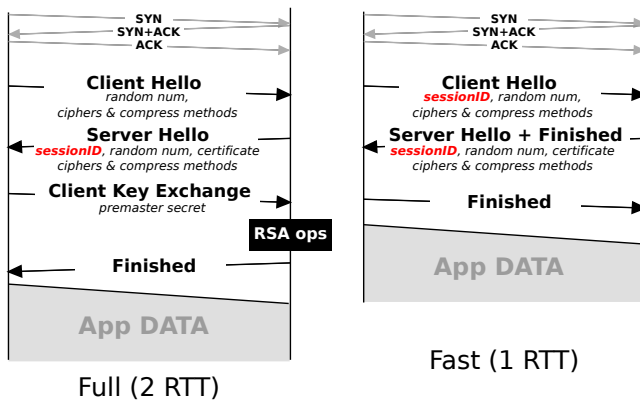 SYN
SYN+ACK
ACK
Client Hello
random num,
ciphers & compress methods
Server Hello
sessionID, random num, certificate
ciphers & compress methods
Client Key Exchange
premaster secret
RSA ops
Finished
App DATA
Full (2 RTT)
SYN
SYN+ACK
ACK
Client Hello
sessionID, random num,
ciphers & compress methods
Server Hello + Finished
sessionID, random num, certificate
ciphers & compress methods
Finished
App DATA
Fast (1 RTT)